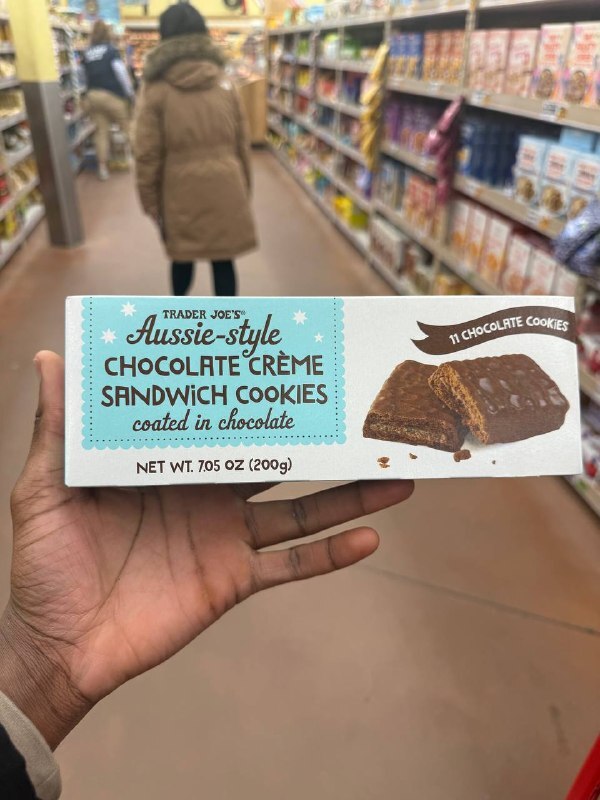 TRADER JOE'S®
Aussie-style
CHOCOLATE CRÈME
SANDWiCH COOKiES
coated in chocolate
NET WT. 7.05 OZ (200g)
11 CHOCOLATE COOKiES